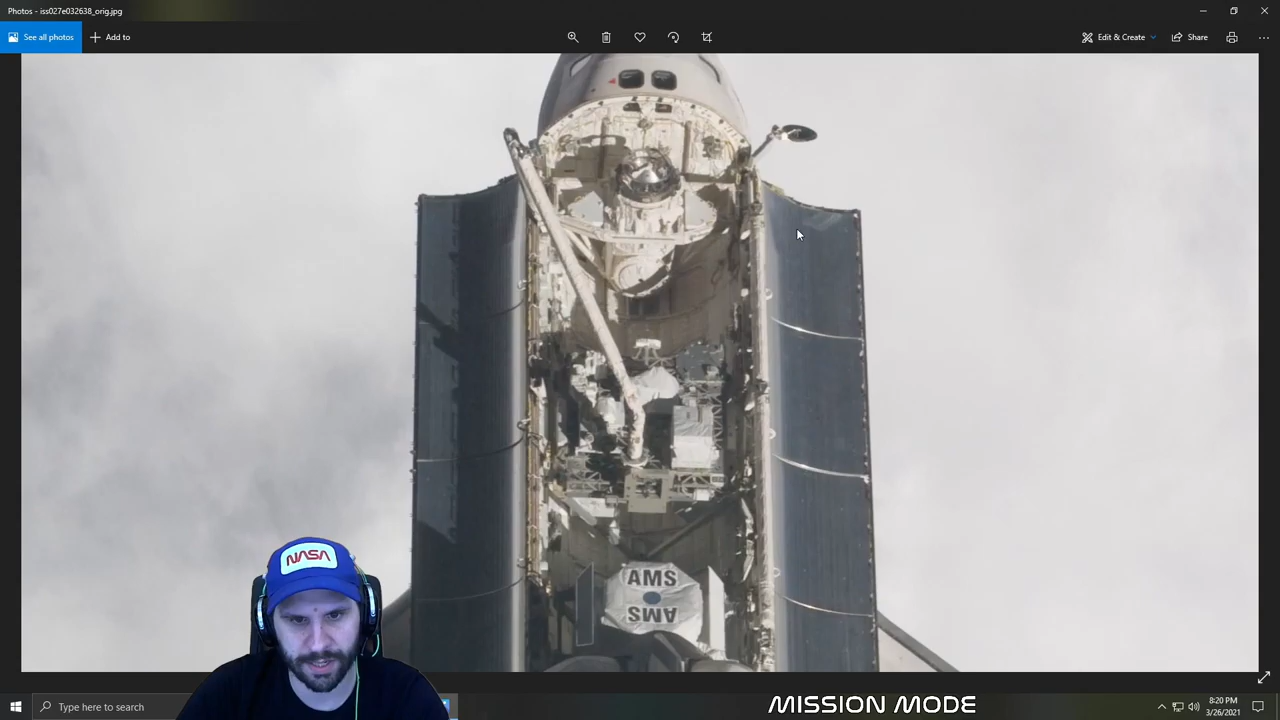 Photos - iss027e032638_orig.jpg
See all photos
Add to
Edit & Create
Share
AMS
AMS
NASA
Type here to search
MISSION MODE
8:20 PM
3/26/2021